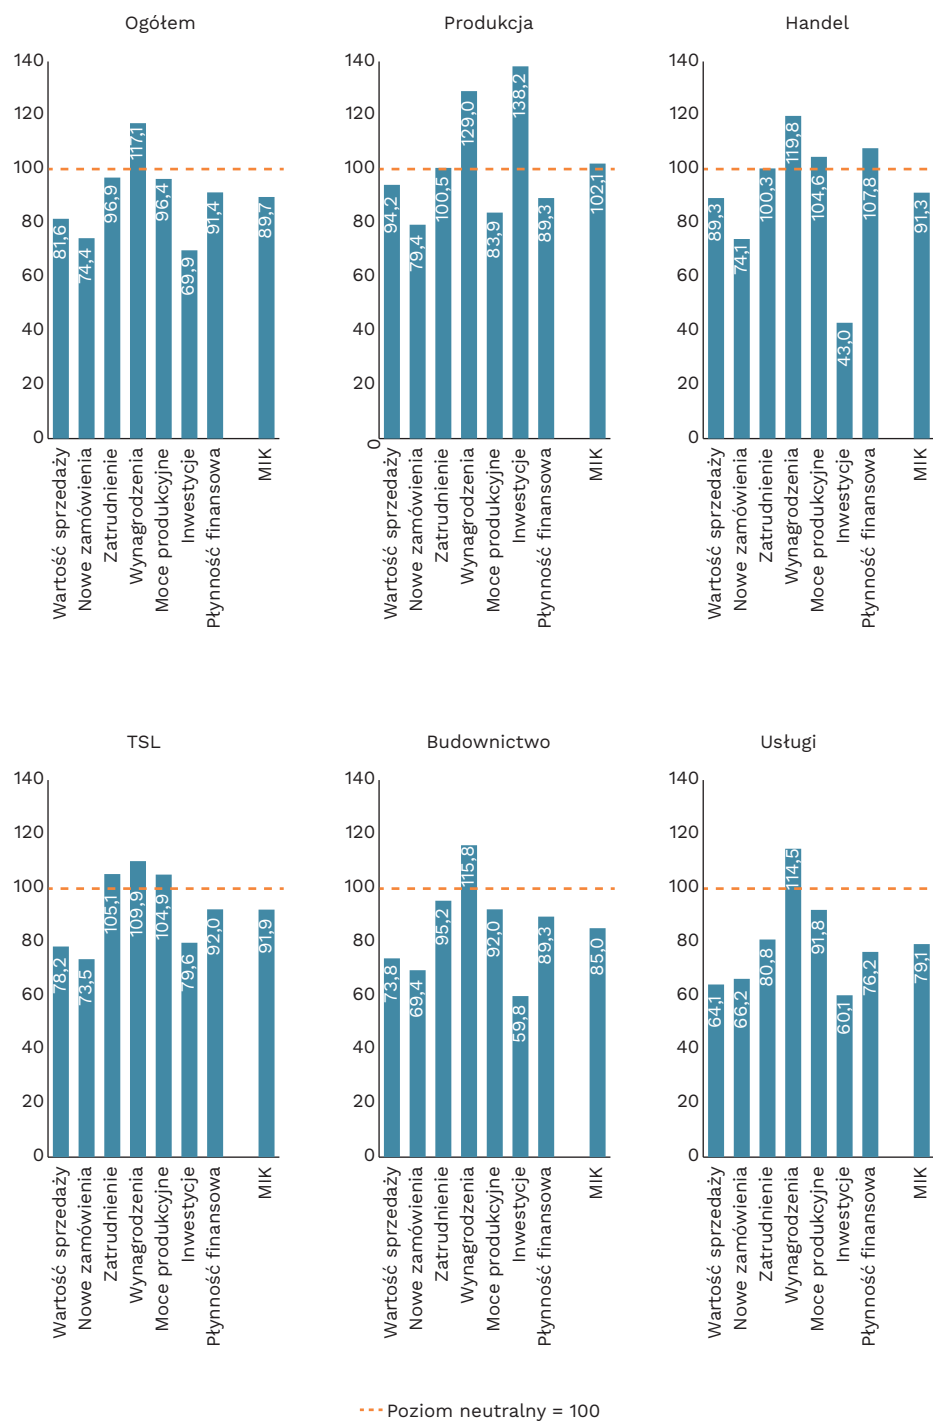 Ogółem
Produkcja
Handel
140
120
100
80
60
40
20
0
81,6
74,4
96,9
117,1
96,4
69,9
91,4
89,7
Wartość sprzedaży
Nowe zamówienia
Zatrudnienie
Wynagrodzenia
Moce produkcyjne
Inwestycje
Płynność finansowa
MIK
140
120
100
80
60
40
20
0
94,2
79,4
100,5
129,0
83,9
138,2
89,3
102,1
Wartość sprzedaży
Nowe zamówienia
Zatrudnienie
Wynagrodzenia
Moce produkcyjne
Inwestycje
Płynność finansowa
MIK
140
120
100
80
60
40
20
0
89,3
74,1
100,3
119,8
104,6
43,0
107,8
91,3
Wartość sprzedaży
Nowe zamówienia
Zatrudnienie
Wynagrodzenia
Moce produkcyjne
Inwestycje
Płynność finansowa
MIK
TSL
Budownictwo
Usługi
140
120
100
80
60
40
20
0
78,2
73,5
105,1
109,9
104,9
79,6
92,0
91,9
Wartość sprzedaży
Nowe zamówienia
Zatrudnienie
Wynagrodzenia
Moce produkcyjne
Inwestycje
Płynność finansowa
MIK
140
120
100
80
60
40
20
0
73,8
69,4
95,2
115,8
92,0
59,8
89,3
85,0
Wartość sprzedaży
Nowe zamówienia
Zatrudnienie
Wynagrodzenia
Moce produkcyjne
Inwestycje
Płynność finansowa
MIK
140
120
100
80
60
40
20
0
64,1
66,2
80,8
114,5
91,8
60,1
76,2
79,1
Wartość sprzedaży
Nowe zamówienia
Zatrudnienie
Wynagrodzenia
Moce produkcyjne
Inwestycje
Płynność finansowa
MIK
Poziom neutralny = 100